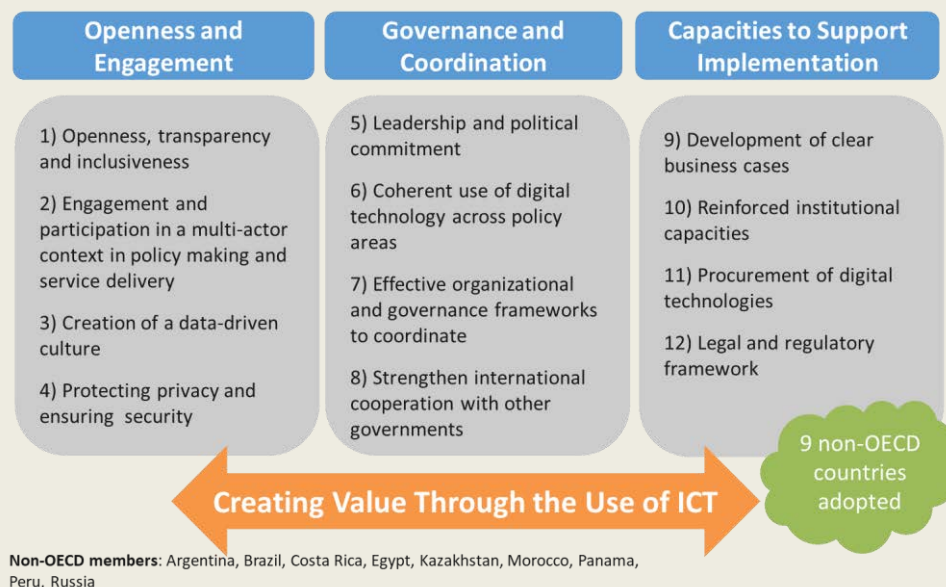 Openness and
Engagement
1) Openness, transparency
and inclusiveness
2) Engagement and
participation in a multi-actor
context in policy making and
service delivery
3) Creation of a data-driven
culture
4) Protecting privacy and
ensuring security
Governance and
Coordination
5) Leadership and political
commitment
6) Coherent use of digital
technology across policy
areas
7) Effective organizational
and governance frameworks
to coordinate
8) Strengthen international
cooperation with other
governments
Capacities to Support
Implementation
9) Development of clear
business cases
10) Reinforced institutional
capacities
11) Procurement of digital
technologies
12) Legal and regulatory
framework
9 non-OECD
countries
adopted
Creating Value Through the Use of ICT
Non-OECD members: Argentina, Brazil, Costa Rica, Egypt, Kazakhstan, Morocco, Panama,
Peru, Russia